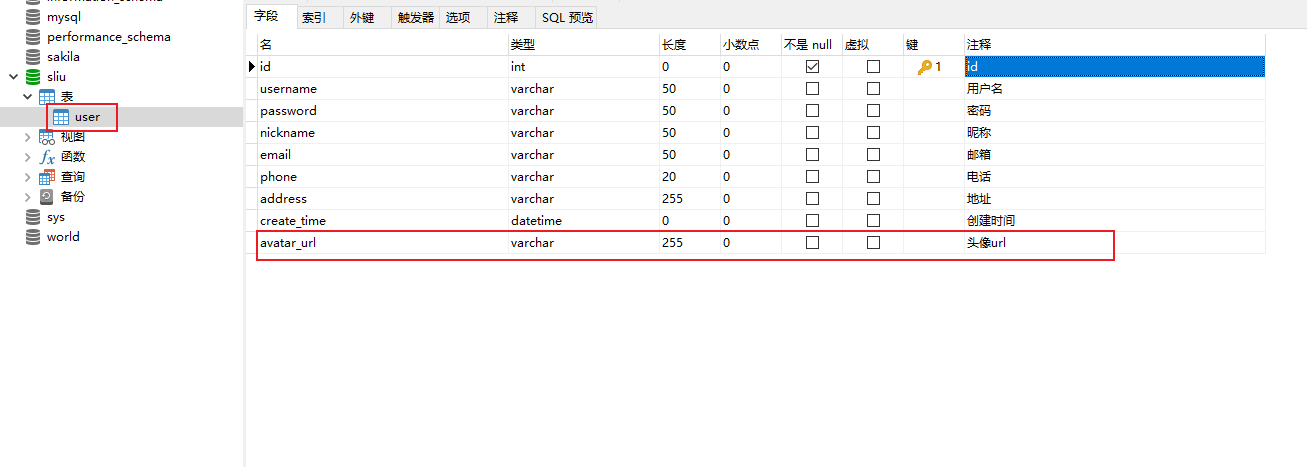 information_schema
mysql
performance_schema
sakila
sliu
表
user
视图
函数
查询
备份
sys
world
字段 索引 外键 触发器 选项 注释 SQL 预览
名 类型 长度 小数点 不是 null 虚拟 键 注释
id int 0 0 1 id
username varchar 50 0 用户名
password varchar 50 0 密码
nickname varchar 50 0 昵称
email varchar 50 0 邮箱
phone varchar 20 0 电话
address varchar 255 0 地址
create_time datetime 0 0 创建时间
avatar_url varchar 255 0 头像url